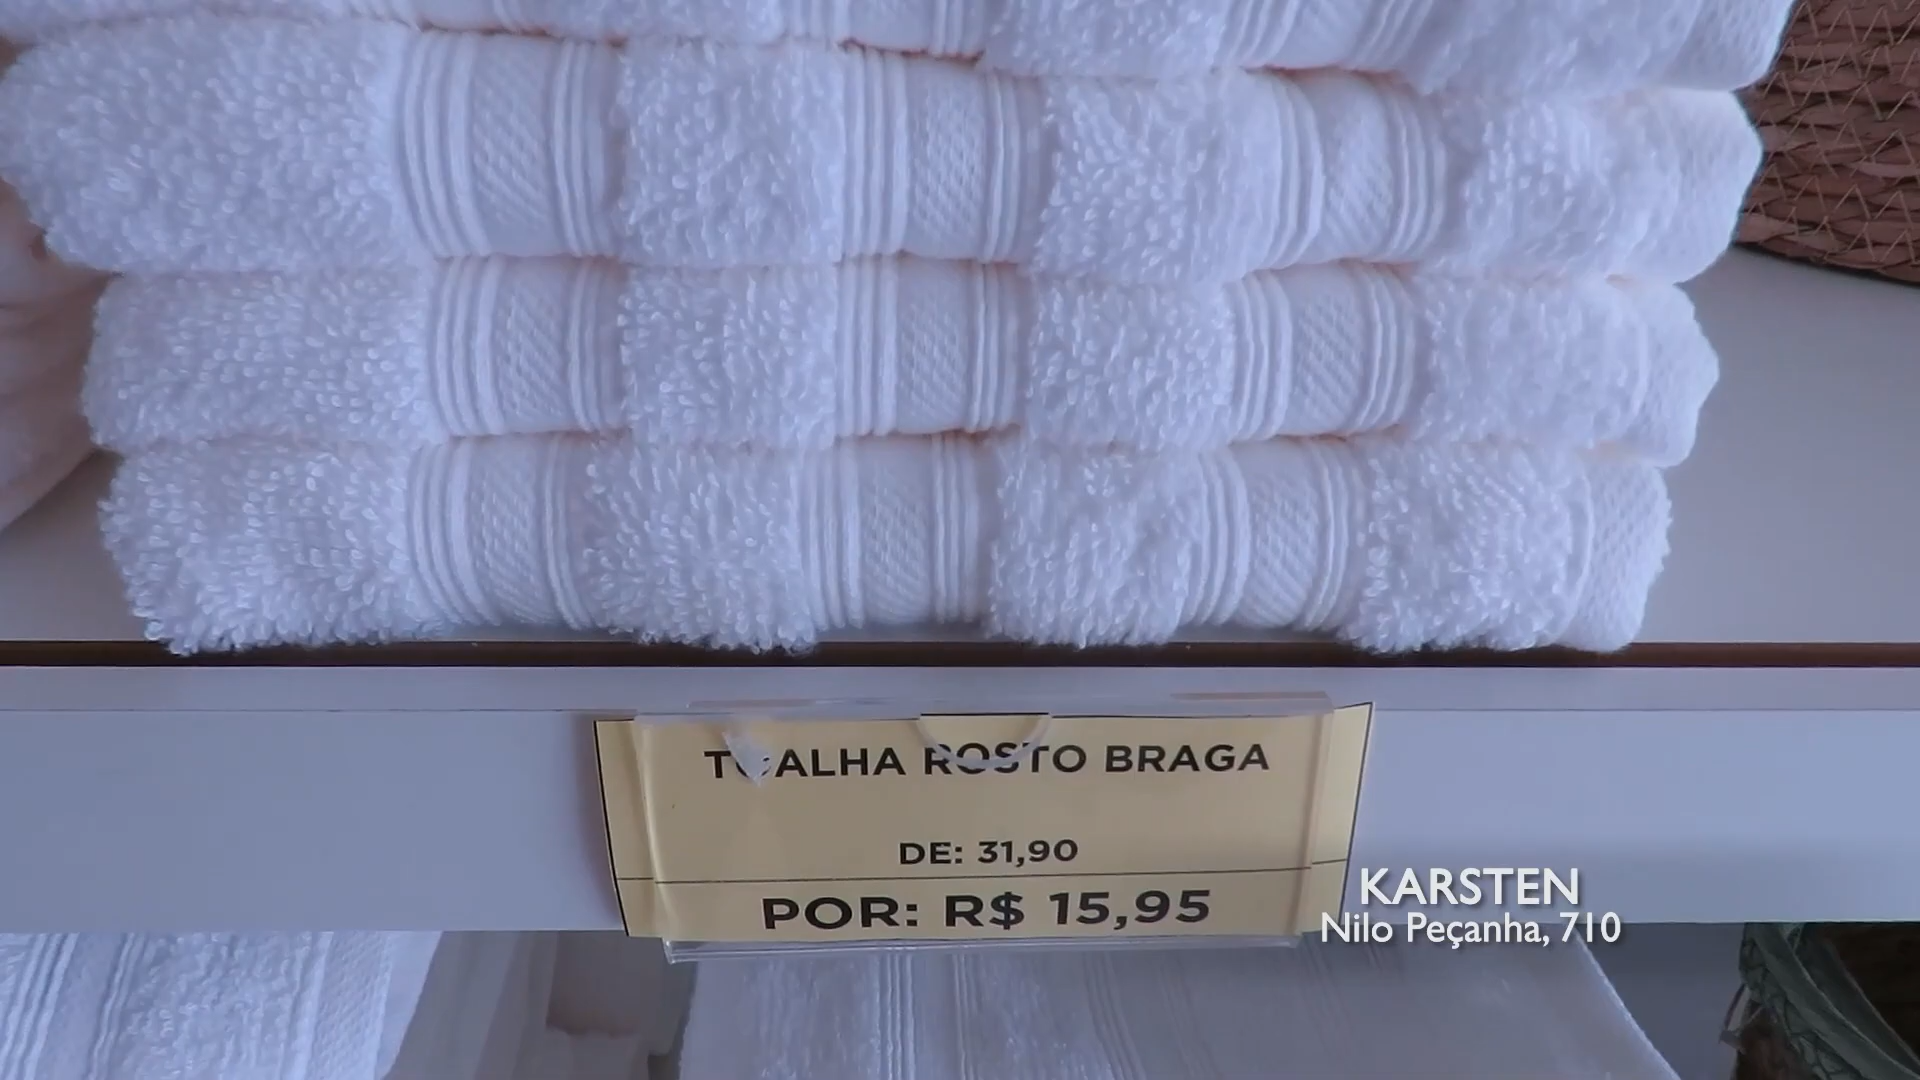 TOALHA ROSTO BRAGA
DE: 31,90
POR: R$ 15,95
KARSTEN
Nilo Peçanha, 710